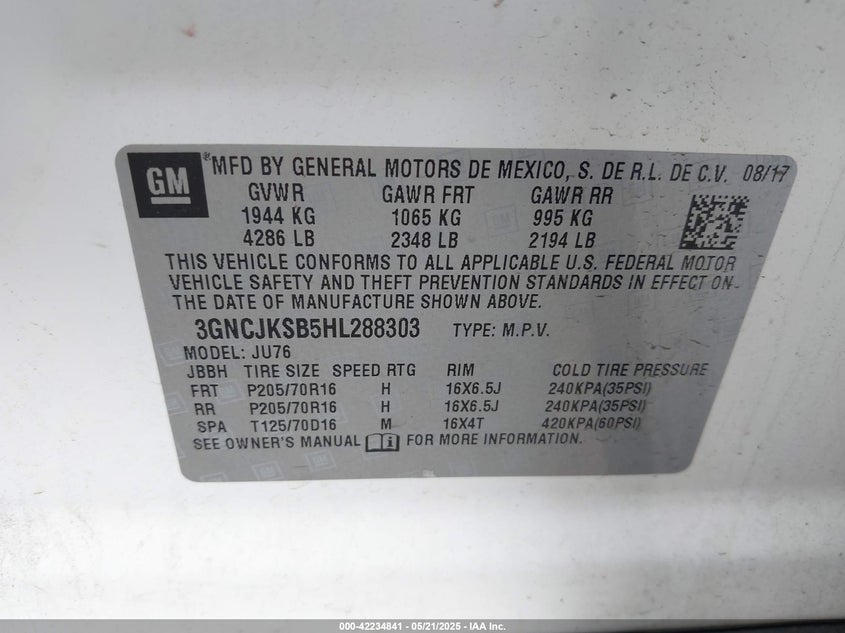 GM
®MFD BY GENERAL MOTORS DE MEXICO, S. DE R.L. DE C.V. 08/17
GVWR GAWR FRT GAWR RR
1944 KG 1065 KG 995 KG
4286 LB 2348 LB 2194 LB
THIS VEHICLE CONFORMS TO ALL APPLICABLE U.S. FEDERAL MOTOR
VEHICLE SAFETY AND THEFT PREVENTION STANDARDS IN EFFECT ON
THE DATE OF MANUFACTURE SHOWN ABOVE.
3GNCJKSB5HL288303 TYPE: M.P.V.
MODEL: JU76
JBBH TIRE SIZE SPEED RTG RIM COLD TIRE PRESSURE
FRT P205/70R16 H 16X6.5J 240KPA(35PSI)
RR P205/70R16 H 16X6.5J 240KPA(35PSI)
SPA T125/70D16 M 16X4T 420KPA(60PSI)
SEE OWNER'S MANUAL i FOR MORE INFORMATION.
000-42234841 - 05/21/2025 - IAA Inc.